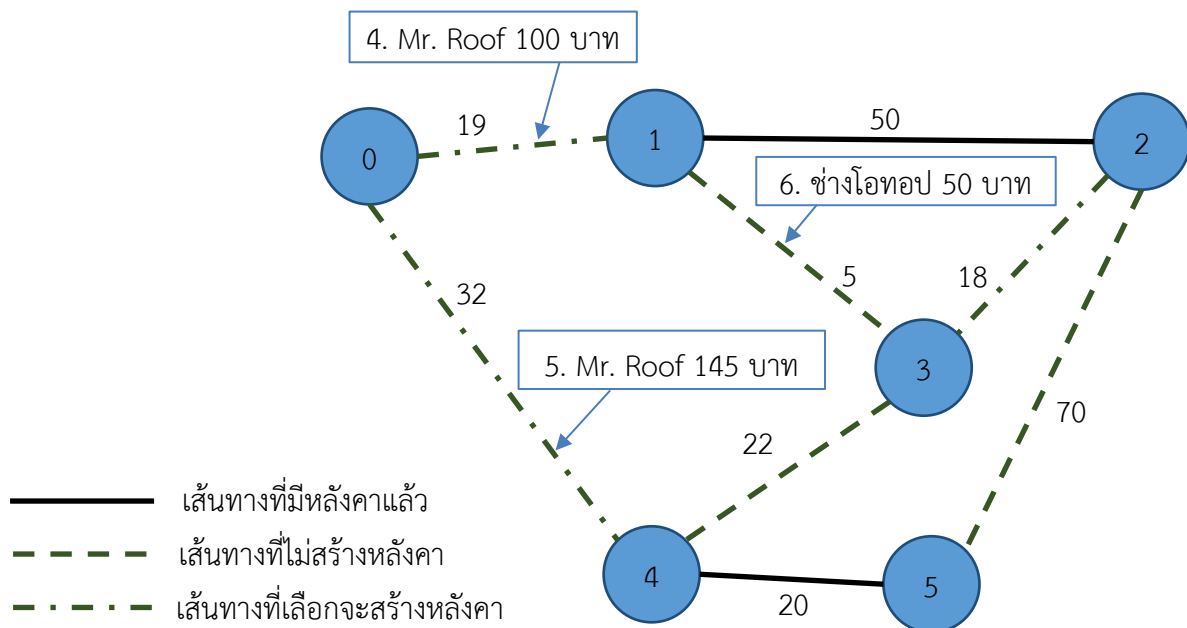 4. Mr. Roof 100 บาท
0
19
1
50
2
6. ช่างโอทอป 50 บาท
32
5
18
5. Mr. Roof 145 บาท
3
22
70
เส้นทางที่มีหลังคาแล้ว
เส้นทางที่ไม่สร้างหลังคา
เส้นทางที่เลือกจะสร้างหลังคา
4
20
5